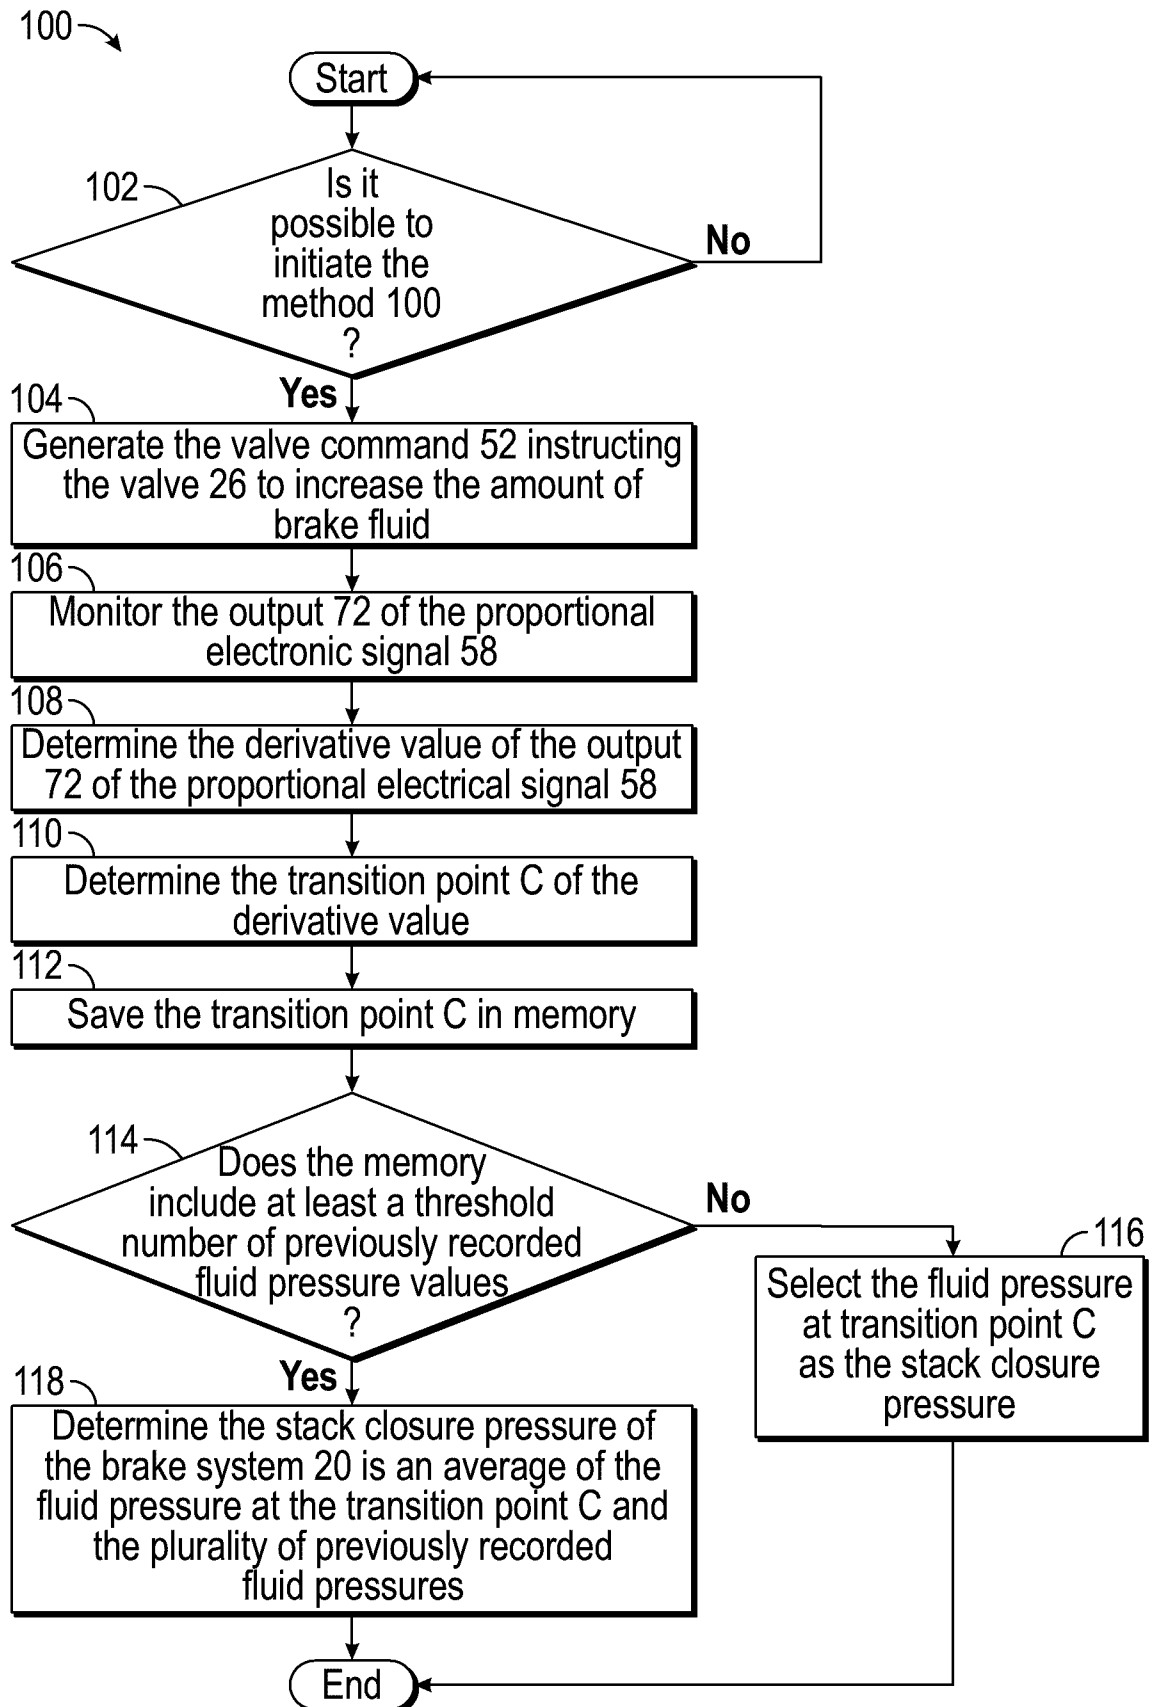 100
Start
102
Is it
possible to
initiate the
method 100
?
No
Yes
104
Generate the valve command 52 instructing
the valve 26 to increase the amount of
brake fluid
106
Monitor the output 72 of the proportional
electronic signal 58
108
Determine the derivative value of the output
72 of the proportional electrical signal 58
110
Determine the transition point C of the
derivative value
112
Save the transition point C in memory
114
Does the memory
include at least a threshold
number of previously recorded
fluid pressure values
?
No
116
Select the fluid pressure
at transition point C
as the stack closure
pressure
Yes
118
Determine the stack closure pressure of
the brake system 20 is an average of the
fluid pressure at the transition point C and
the plurality of previously recorded
fluid pressures
End